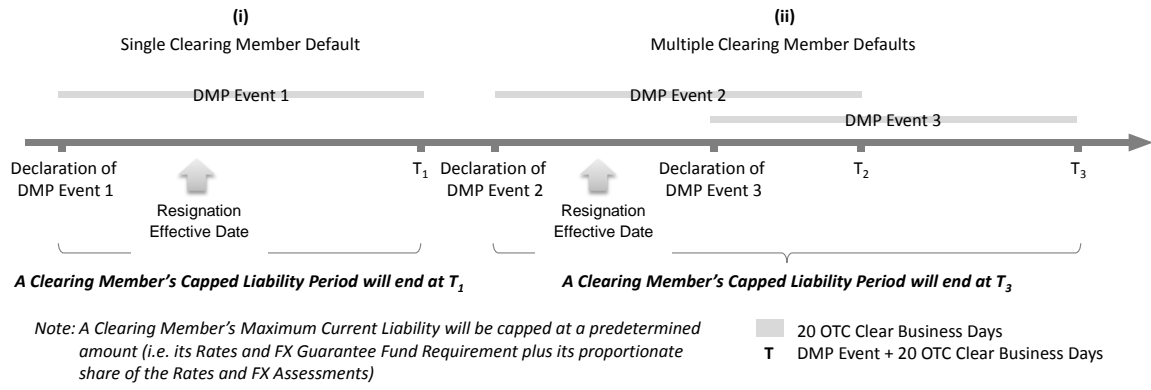 (i)
Single Clearing Member Default
(ii)
Multiple Clearing Member Defaults
DMP Event 1
DMP Event 2
DMP Event 3
Declaration of
DMP Event 1
T1
Declaration of
DMP Event 2
Declaration of
DMP Event 3
T2
T3
Resignation
Effective Date
Resignation
Effective Date
A Clearing Member’s Capped Liability Period will end at T1
A Clearing Member’s Capped Liability Period will end at T3
Note: A Clearing Member’s Maximum Current Liability will be capped at a predetermined
amount (i.e. its Rates and FX Guarantee Fund Requirement plus its proportionate
share of the Rates and FX Assessments)
20 OTC Clear Business Days
T DMP Event + 20 OTC Clear Business Days